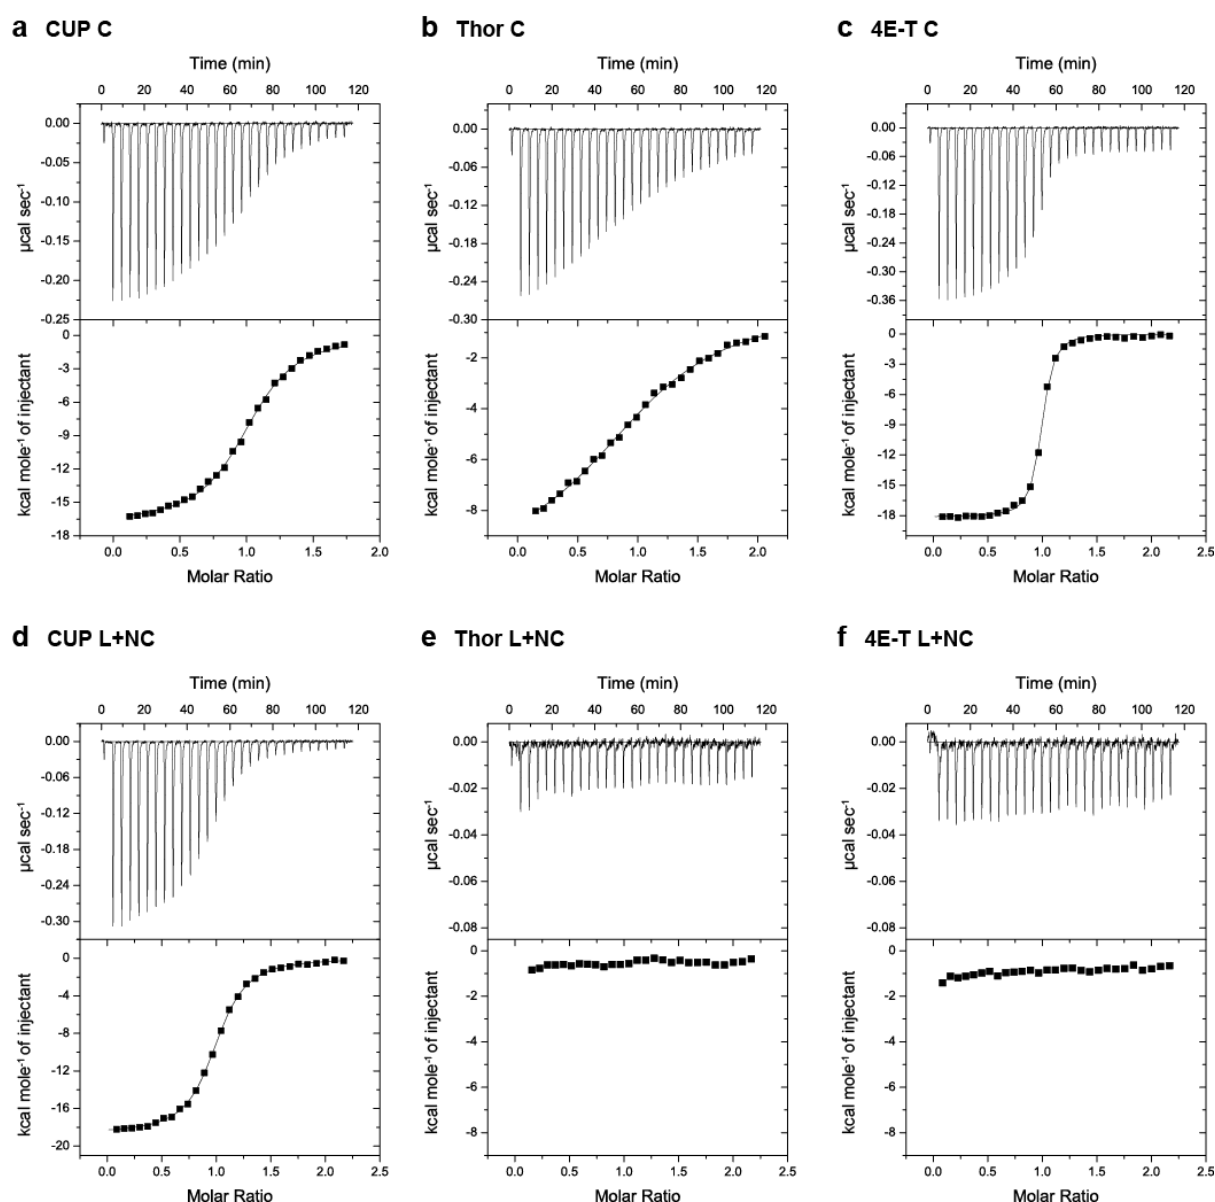 a CUP C
Time (min)
0 20 40 60 80 100 120
0.00
-0.05
-0.10
-0.15
-0.20
-0.25
µcal sec⁻¹
0
-3
-6
-9
-12
-15
-18
kcal mole⁻¹ of injectant
0.0 0.5 1.0 1.5 2.0
Molar Ratio
b Thor C
Time (min)
0 20 40 60 80 100 120
0.00
-0.06
-0.12
-0.18
-0.24
-0.30
µcal sec⁻¹
-2
-4
-6
-8
kcal mole⁻¹ of injectant
0.0 0.5 1.0 1.5 2.0
Molar Ratio
c 4E-T C
Time (min)
0 20 40 60 80 100 120
0.00
-0.06
-0.12
-0.18
-0.24
-0.30
-0.36
µcal sec⁻¹
0
-3
-6
-9
-12
-15
-18
kcal mole⁻¹ of injectant
0.0 0.5 1.0 1.5 2.0 2.5
Molar Ratio
d CUP L+NC
Time (min)
0 20 40 60 80 100 120
0.00
-0.06
-0.12
-0.18
-0.24
-0.30
µcal sec⁻¹
0
-4
-8
-12
-16
-20
kcal mole⁻¹ of injectant
0.0 0.5 1.0 1.5 2.0 2.5
Molar Ratio
e Thor L+NC
Time (min)
0 20 40 60 80 100 120
0.00
-0.02
-0.04
-0.06
-0.08
µcal sec⁻¹
0
-2
-4
-6
-8
kcal mole⁻¹ of injectant
0.0 0.5 1.0 1.5 2.0 2.5
Molar Ratio
f 4E-T L+NC
Time (min)
0 20 40 60 80 100 120
0.00
-0.02
-0.04
-0.06
-0.08
µcal sec⁻¹
0
-2
-4
-6
-8
kcal mole⁻¹ of injectant
0.0 0.5 1.0 1.5 2.0 2.5
Molar Ratio